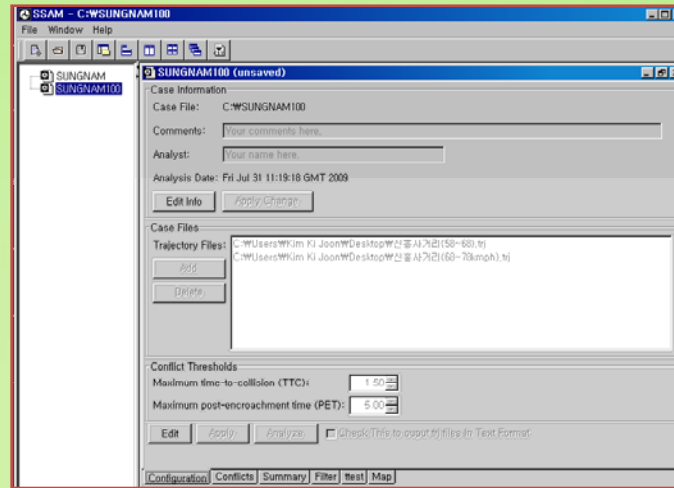 SSAM - C:₩SUNGNAM100
File Window Help
SUNGNAM
SUNGNAM100
SUNGNAM100 (unsaved)
Case Information
Case File: C:₩SUNGNAM100
Comments: Your comments here,
Analyst: Your name here,
Analysis Date: Fri Jul 31 11:19:18 GMT 2009
Edit Info Apply Change
Case Files
Trajectory Files: C:₩Users₩Kim Ki Joon₩Desktop₩신흥사거리(58~68),trj
C:₩Users₩Kim Ki Joon₩Desktop₩신흥사거리(68~78kmph),trj
Add
Delete
Conflict Thresholds
Maximum time-to-collision (TTC): 1.50
Maximum post-encroachment time (PET): 5.00
Edit Apply Analyze Check This to ouput trj files in Text Format
Configuration Conflicts Summary Filter ttest Map